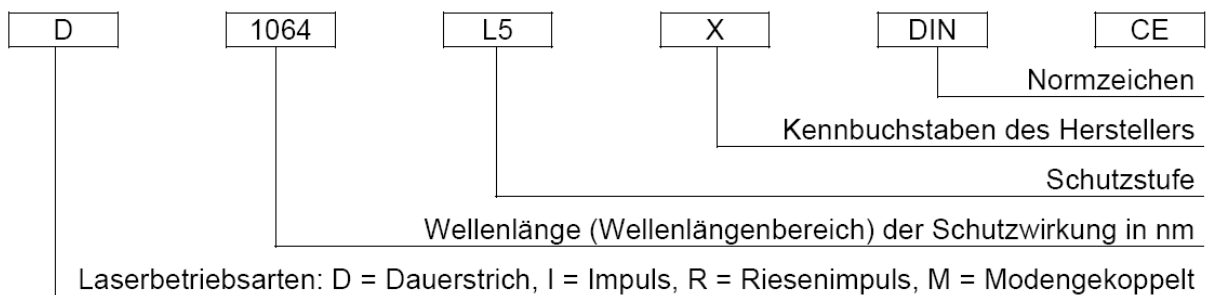 D 1064 L5 X DIN CE
Normzeichen
Kennbuchstaben des Herstellers
Schutzstufe
Wellenlänge (Wellenlängenbereich) der Schutzwirkung in nm
Laserbetriebsarten: D = Dauerstrich, I = Impuls, R = Riesenimpuls, M = Modengekoppelt